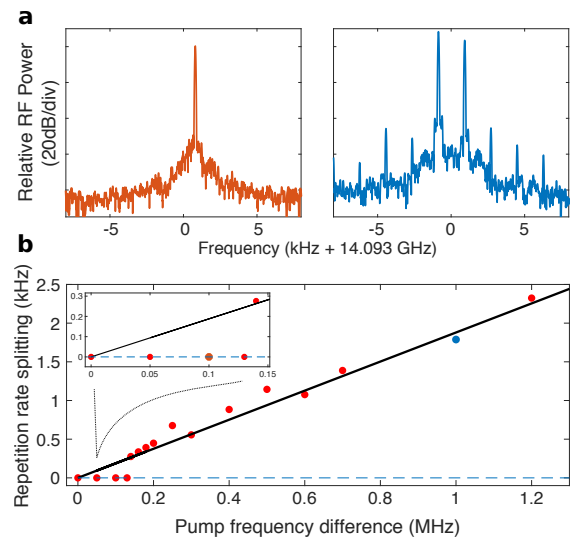 a
Relative RF Power
(20dB/div)
-5 0 5
-5 0 5
Frequency (kHz + 14.093 GHz)
b
Repetition rate splitting (kHz)
2.5
2
1.5
1
0.5
0
0.3
0.2
0.1
0
0 0.05 0.1 0.15
0 0.2 0.4 0.6 0.8 1 1.2
Pump frequency difference (MHz)